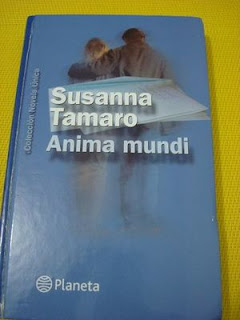 Susanna
Tamaro
Anima mundi
Colección Novela Única
Planeta